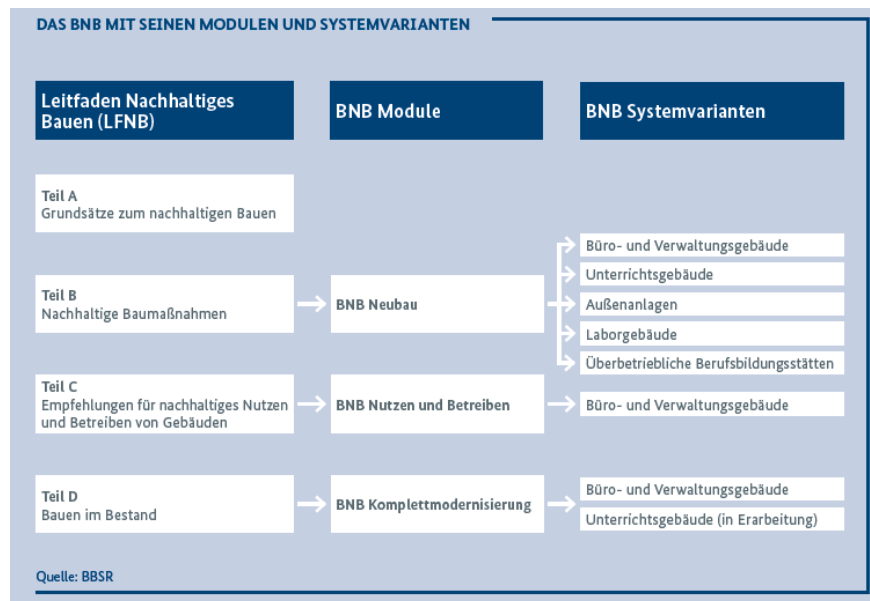 DAS BNB MIT SEINEN MODULEN UND SYSTEMVARIANTEN
Leitfaden Nachhaltiges
Bauen (LFNB)
BNB Module
BNB Systemvarianten
Teil A
Grundsätze zum nachhaltigen Bauen
Teil B
Nachhaltige Baumaßnahmen
BNB Neubau
Büro- und Verwaltungsgebäude
Unterrichtsgebäude
Außenanlagen
Laborgebäude
Überbetriebliche Berufsbildungsstätten
Teil C
Empfehlungen für nachhaltiges Nutzen
und Betreiben von Gebäuden
BNB Nutzen und Betreiben
Büro- und Verwaltungsgebäude
Teil D
Bauen im Bestand
BNB Komplettmodernisierung
Büro- und Verwaltungsgebäude
Unterrichtsgebäude (in Erarbeitung)
Quelle: BBSR